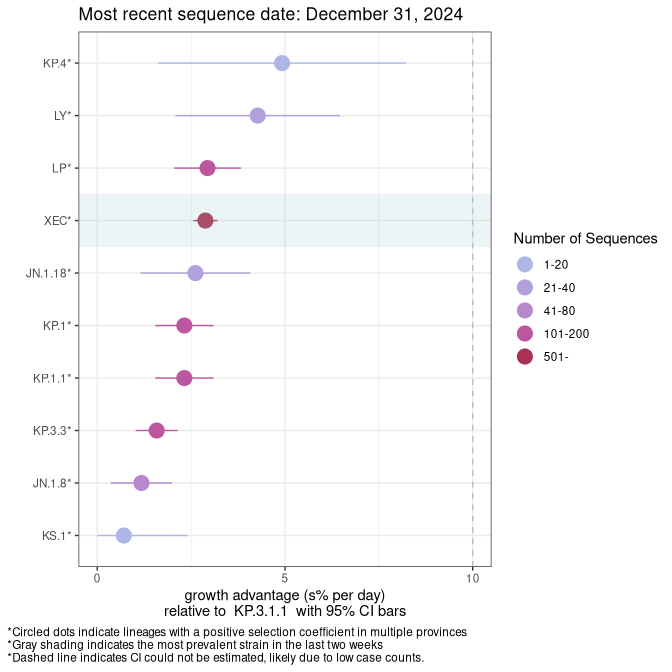 Most recent sequence date: December 31, 2024
KP.4*
LY*
LP*
XEC*
JN.1.18*
KP.1*
KP.1.1*
KP.3.3*
JN.1.8*
KS.1*
0 5 10
growth advantage (s% per day)
relative to KP.3.1.1 with 95% CI bars
Number of Sequences
1-20
21-40
41-80
101-200
501-
*Circled dots indicate lineages with a positive selection coefficient in multiple provinces
*Gray shading indicates the most prevalent strain in the last two weeks
*Dashed line indicates CI could not be estimated, likely due to low case counts.